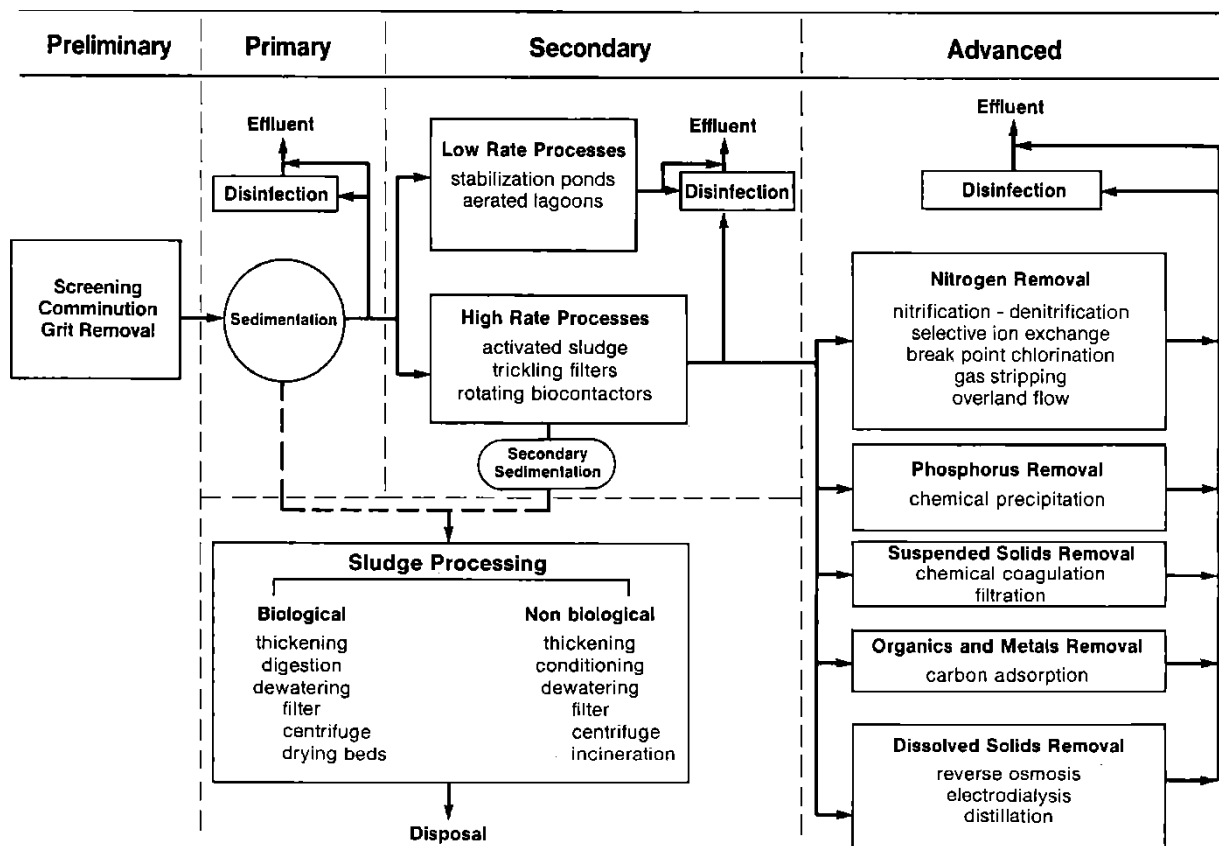 Preliminary
Primary
Secondary
Advanced
Screening
Comminution
Grit Removal
Effluent
Disinfection
Sedimentation
Low Rate Processes
stabilization ponds
aerated lagoons
High Rate Processes
activated sludge
trickling filters
rotating biocontactors
Secondary
Sedimentation
Effluent
Disinfection
Effluent
Disinfection
Nitrogen Removal
nitrification - denitrification
selective ion exchange
break point chlorination
gas stripping
overland flow
Phosphorus Removal
chemical precipitation
Suspended Solids Removal
chemical coagulation
filtration
Organics and Metals Removal
carbon adsorption
Dissolved Solids Removal
reverse osmosis
electrodialysis
distillation
Sludge Processing
Biological
thickening
digestion
dewatering
filter
centrifuge
drying beds
Non biological
thickening
conditioning
dewatering
filter
centrifuge
incineration
Disposal